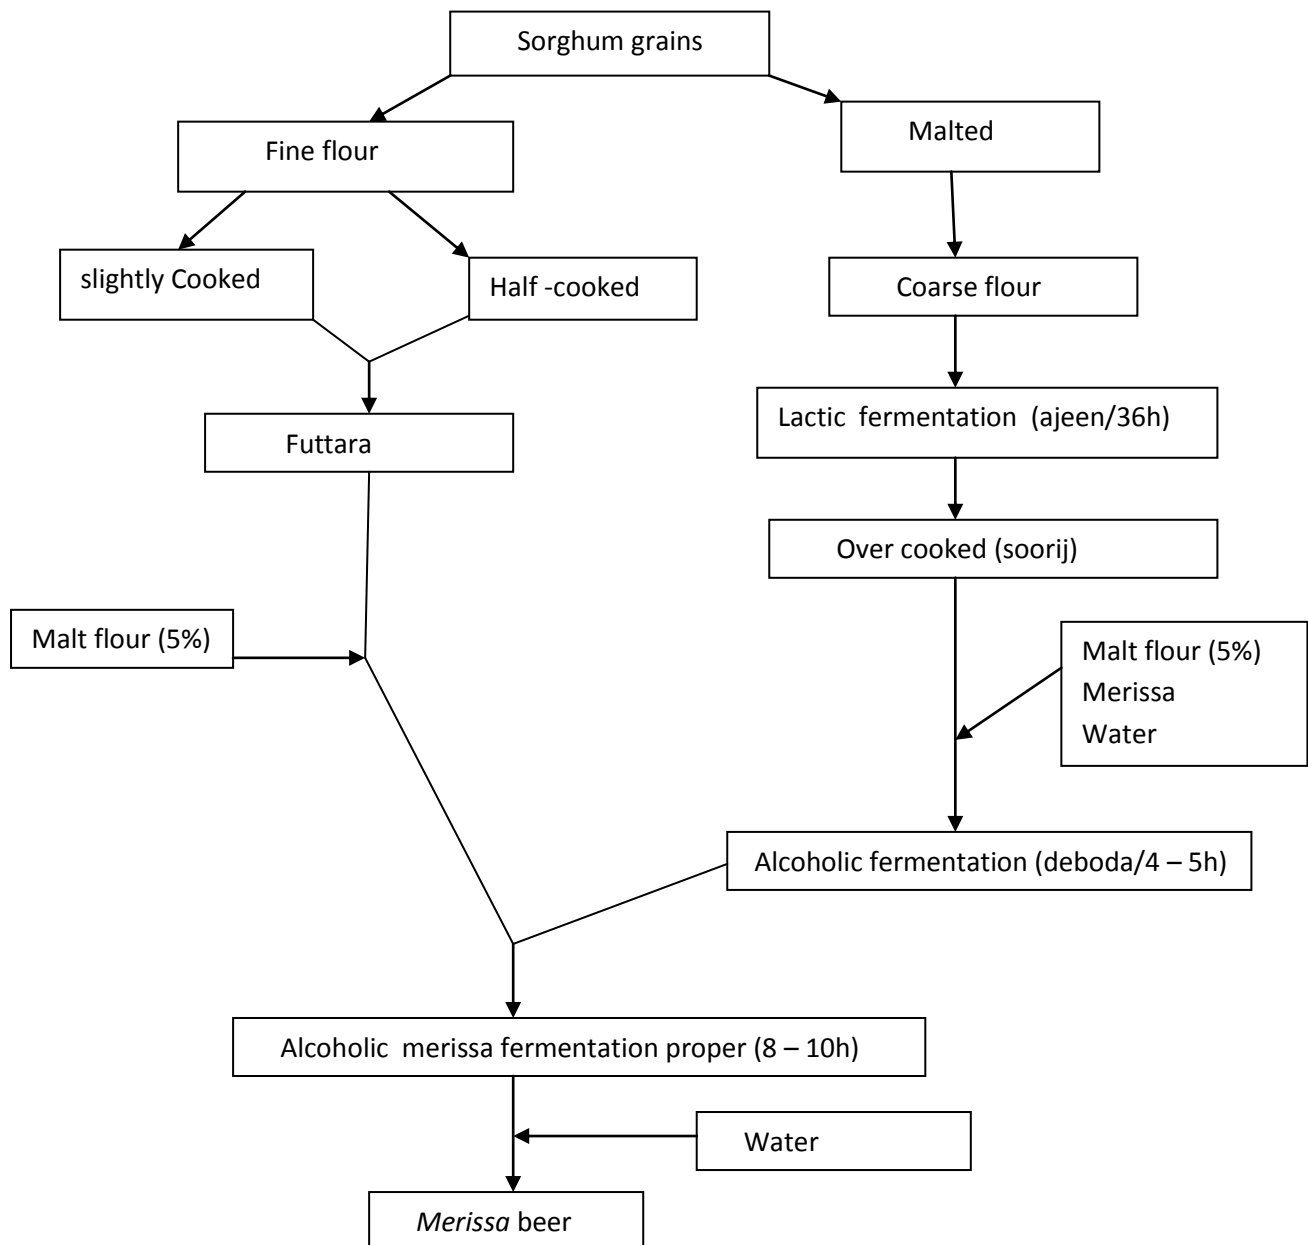 Sorghum grains
Fine flour
Malted
slightly Cooked
Half -cooked
Coarse flour
Lactic fermentation (ajeen/36h)
Futtara
Over cooked (soorij)
Malt flour (5%)
Malt flour (5%)
Merissa
Water
Alcoholic fermentation (deboda/4 – 5h)
Alcoholic merissa fermentation proper (8 – 10h)
Water
Merissa beer